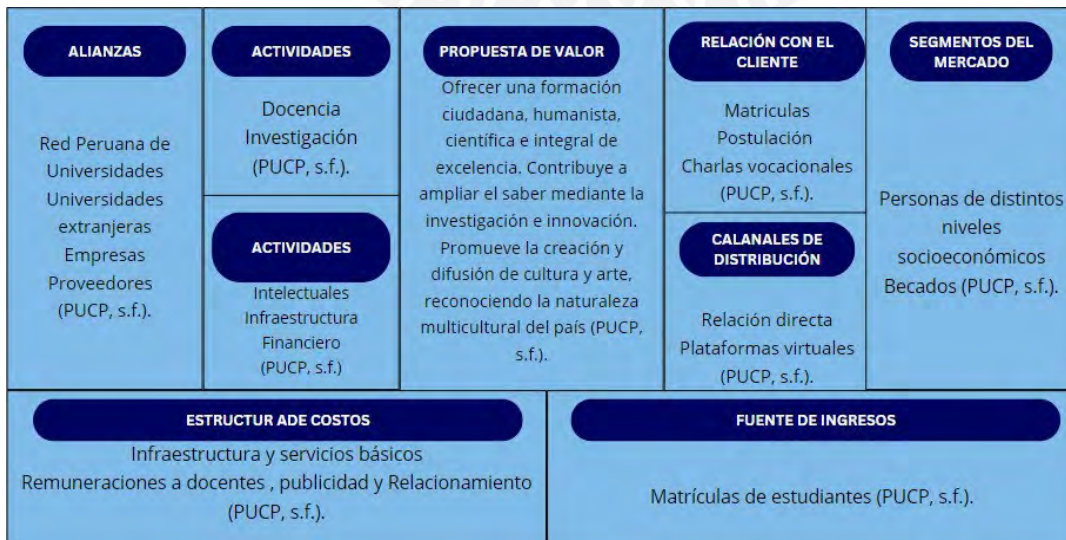 ALIANZAS
Red Peruana de
Universidades
Universidades
extranjeras
Empresas
Proveedores
(PUCP, s.f.).
ACTIVIDADES
Docencia
Investigación
(PUCP, s.f.).
ACTIVIDADES
Intelectuales
Infraestructura
Financiero
(PUCP, s.f.)
PROPUESTA DE VALOR
Ofrecer una formación
ciudadana, humanista,
científica e integral de
excelencia. Contribuye a
ampliar el saber mediante la
investigación e innovación.
Promueve la creación y
difusión de cultura y arte,
reconociendo la naturaleza
multicultural del país (PUCP,
s.f.).
RELACIÓN CON EL
CLIENTE
Matriculas
Postulación
Charlas vocacionales
(PUCP, s.f.).
CALANALES DE
DISTRIBUCIÓN
Relación directa
Plataformas virtuales
(PUCP, s.f.).
SEGMENTOS DEL
MERCADO
Personas de distintos
niveles
socioeconómicos
Becados (PUCP, s.f.).
ESTRUCTUR ADE COSTOS
Infraestructura y servicios básicos
Remuneraciones a docentes , publicidad y Relacionamiento
(PUCP, s.f.).
FUENTE DE INGRESOS
Matrículas de estudiantes (PUCP, s.f.).